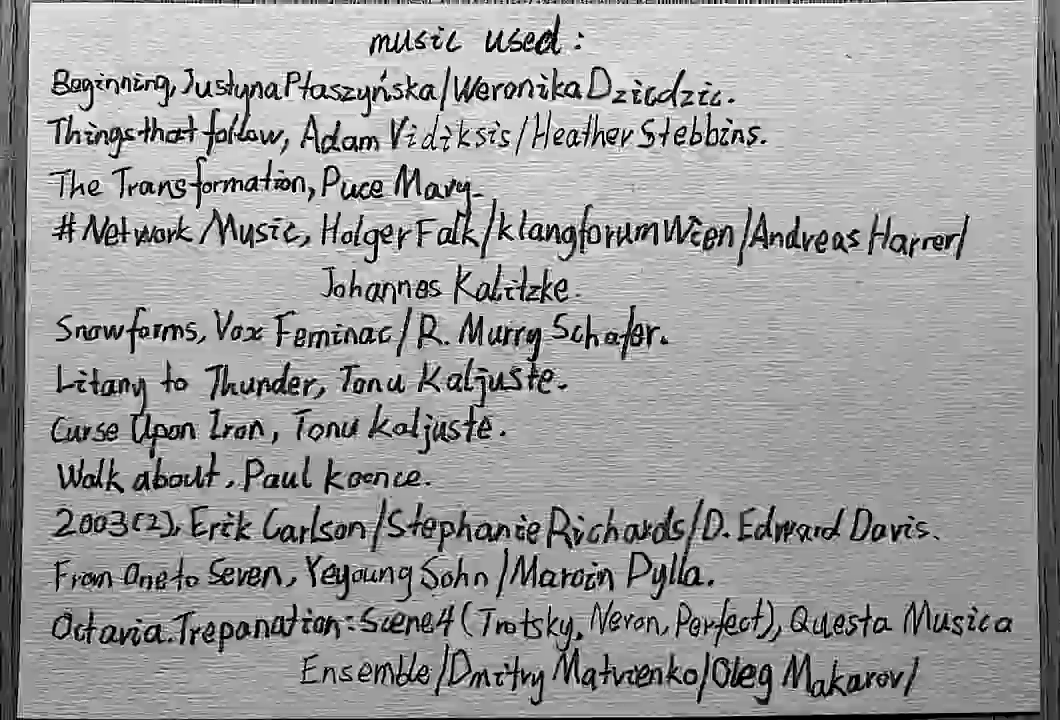 music used:
Beginning, Justyna Płaszyńska/Weronika Dziedzic.
Things that follow, Adam Vidiksis/Heather Stebbins.
The Transformation, Puce Mary.
#Network Music, Holger Falk/klangforum Wien/Andreas Harrer/
Johannes Kalitzke.
Snowforms, Vox Feminae/R. Murry Schafer.
Litany to Thunder, Tonu Kaljuste.
Curse Upon Iron, Tonu kaljuste.
Walk about, Paul koonce.
2003(2), Erik Carlson/Stephanie Richards/D. Edward Davis.
From One to Seven, Yeyoung Sohn/Marcin Pylla.
Octavia.Trepanation: Scene4 (Trotsky, Neron, Perfect), Questa Musica
Ensemble/Dmitry Matvienko/Oleg Makarov/